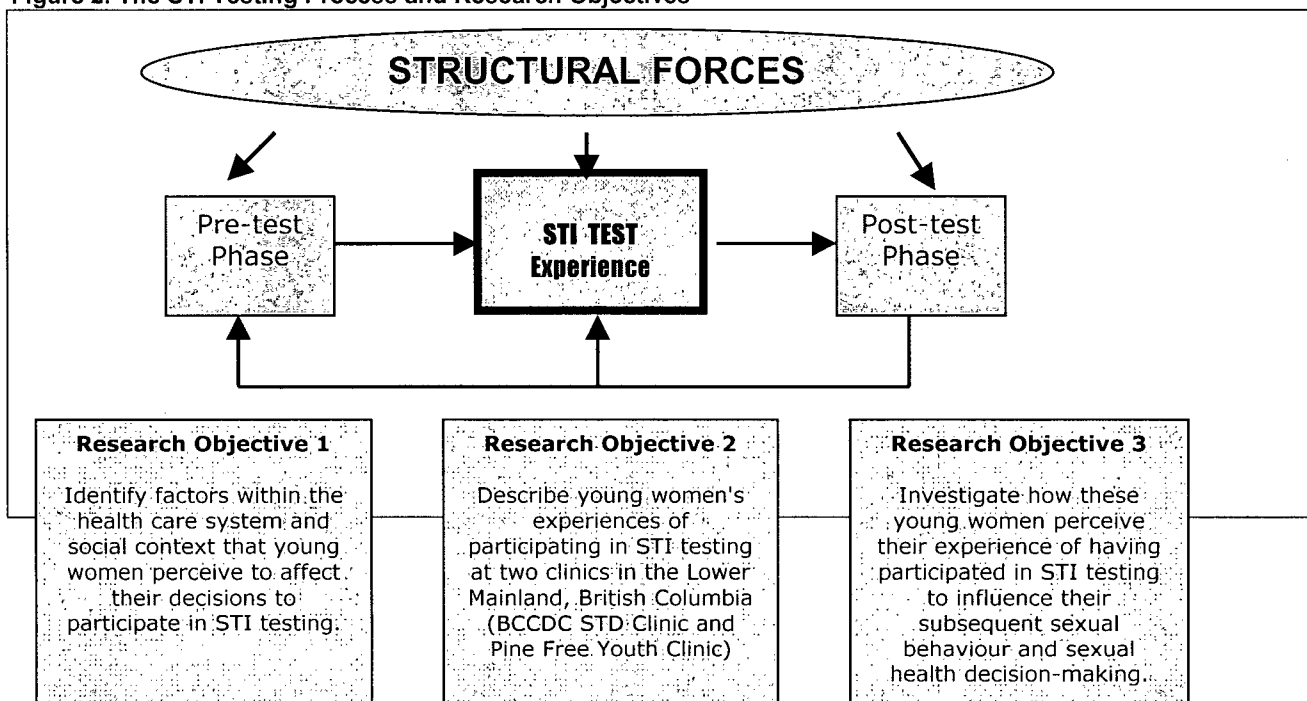 Figure 2. The STI Testing Process and Research Objectives
STRUCTURAL FORCES
Pre-test
Phase
STI TEST
Experience
Post-test
Phase
Research Objective 1
Identify factors within the
health care system and
social context that young
women perceive to affect
their decisions to
participate in STI testing.
Research Objective 2
Describe young women's
experiences of
participating in STI testing
at two clinics in the Lower
Mainland, British Columbia
(BCCDC STD Clinic and
Pine Free Youth Clinic)
Research Objective 3
Investigate how these
young women perceive
their experience of having
participated in STI testing
to influence their
subsequent sexual
behaviour and sexual
health decision-making.